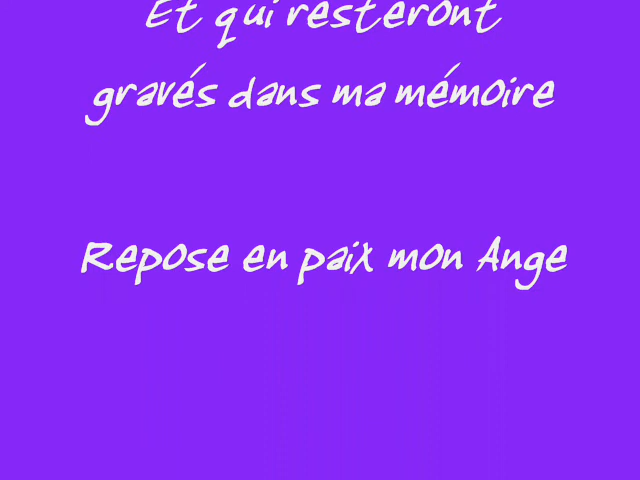 Et qui resteront
gravés dans ma mémoire
Repose en paix mon Ange